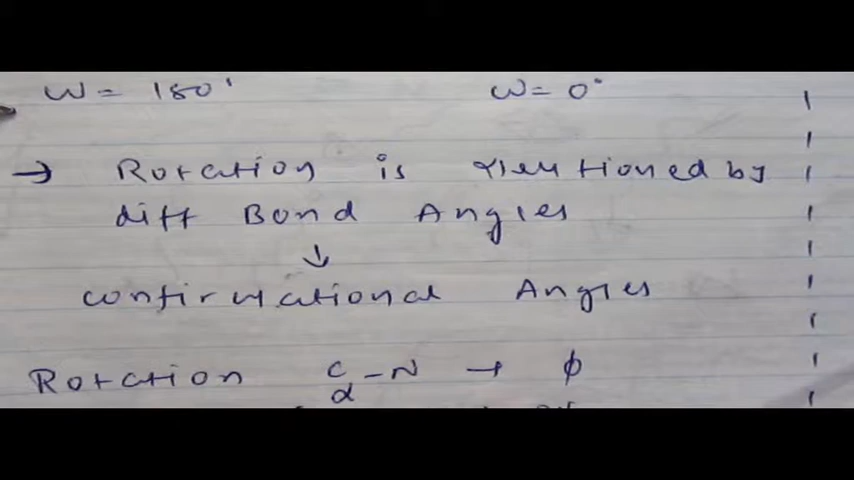 ω = 180° ω = 0°
→ Rotation is mentioned by
diff Bond Angles
↓
confirmational Angles
Rotation Cα - N → φ